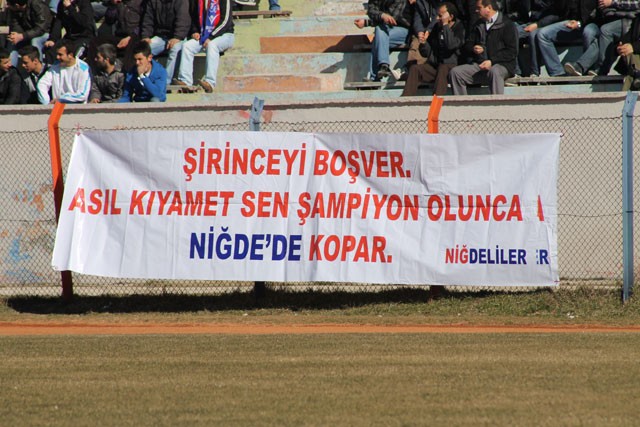 ŞİRİNCEYİ BOŞVER.
ASIL KIYAMET SEN ŞAMPİYON OLUNCA
NİĞDE'DE KOPAR.
NİĞDELİLER